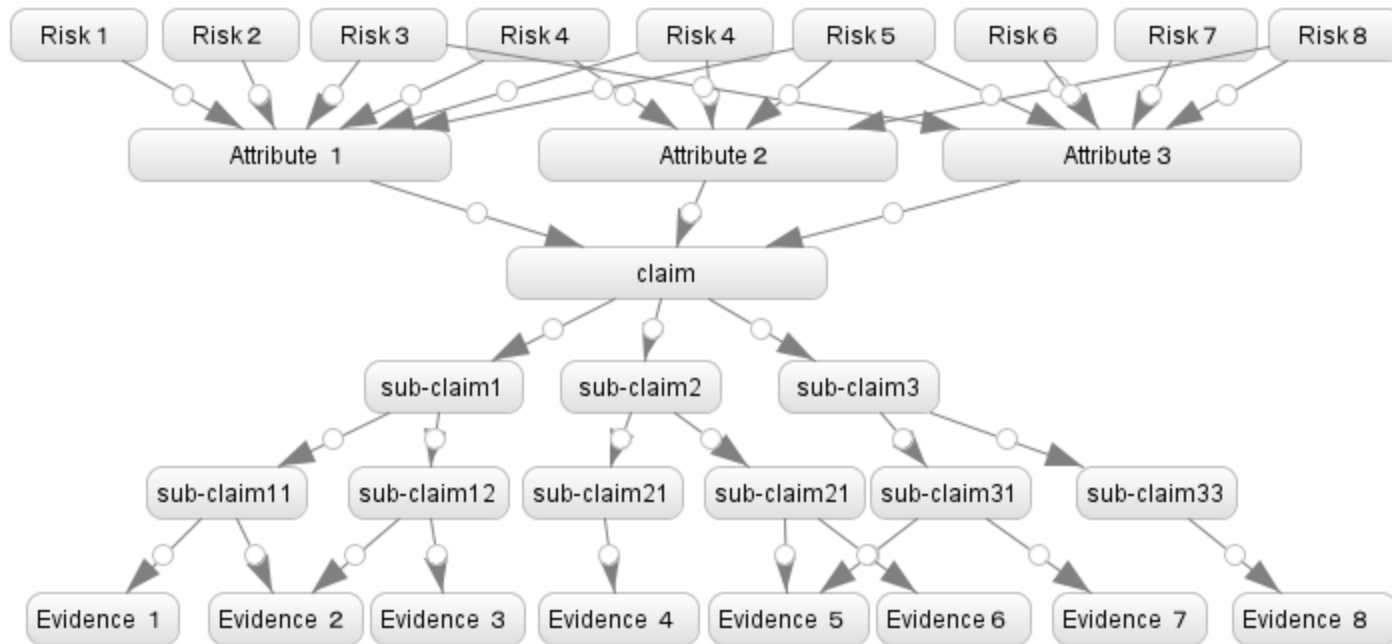 Risk 1
Risk 2
Risk 3
Risk 4
Risk 4
Risk 5
Risk 6
Risk 7
Risk 8
Attribute 1
Attribute 2
Attribute 3
claim
sub-claim1
sub-claim2
sub-claim3
sub-claim11
sub-claim12
sub-claim21
sub-claim21
sub-claim31
sub-claim33
Evidence 1
Evidence 2
Evidence 3
Evidence 4
Evidence 5
Evidence 6
Evidence 7
Evidence 8